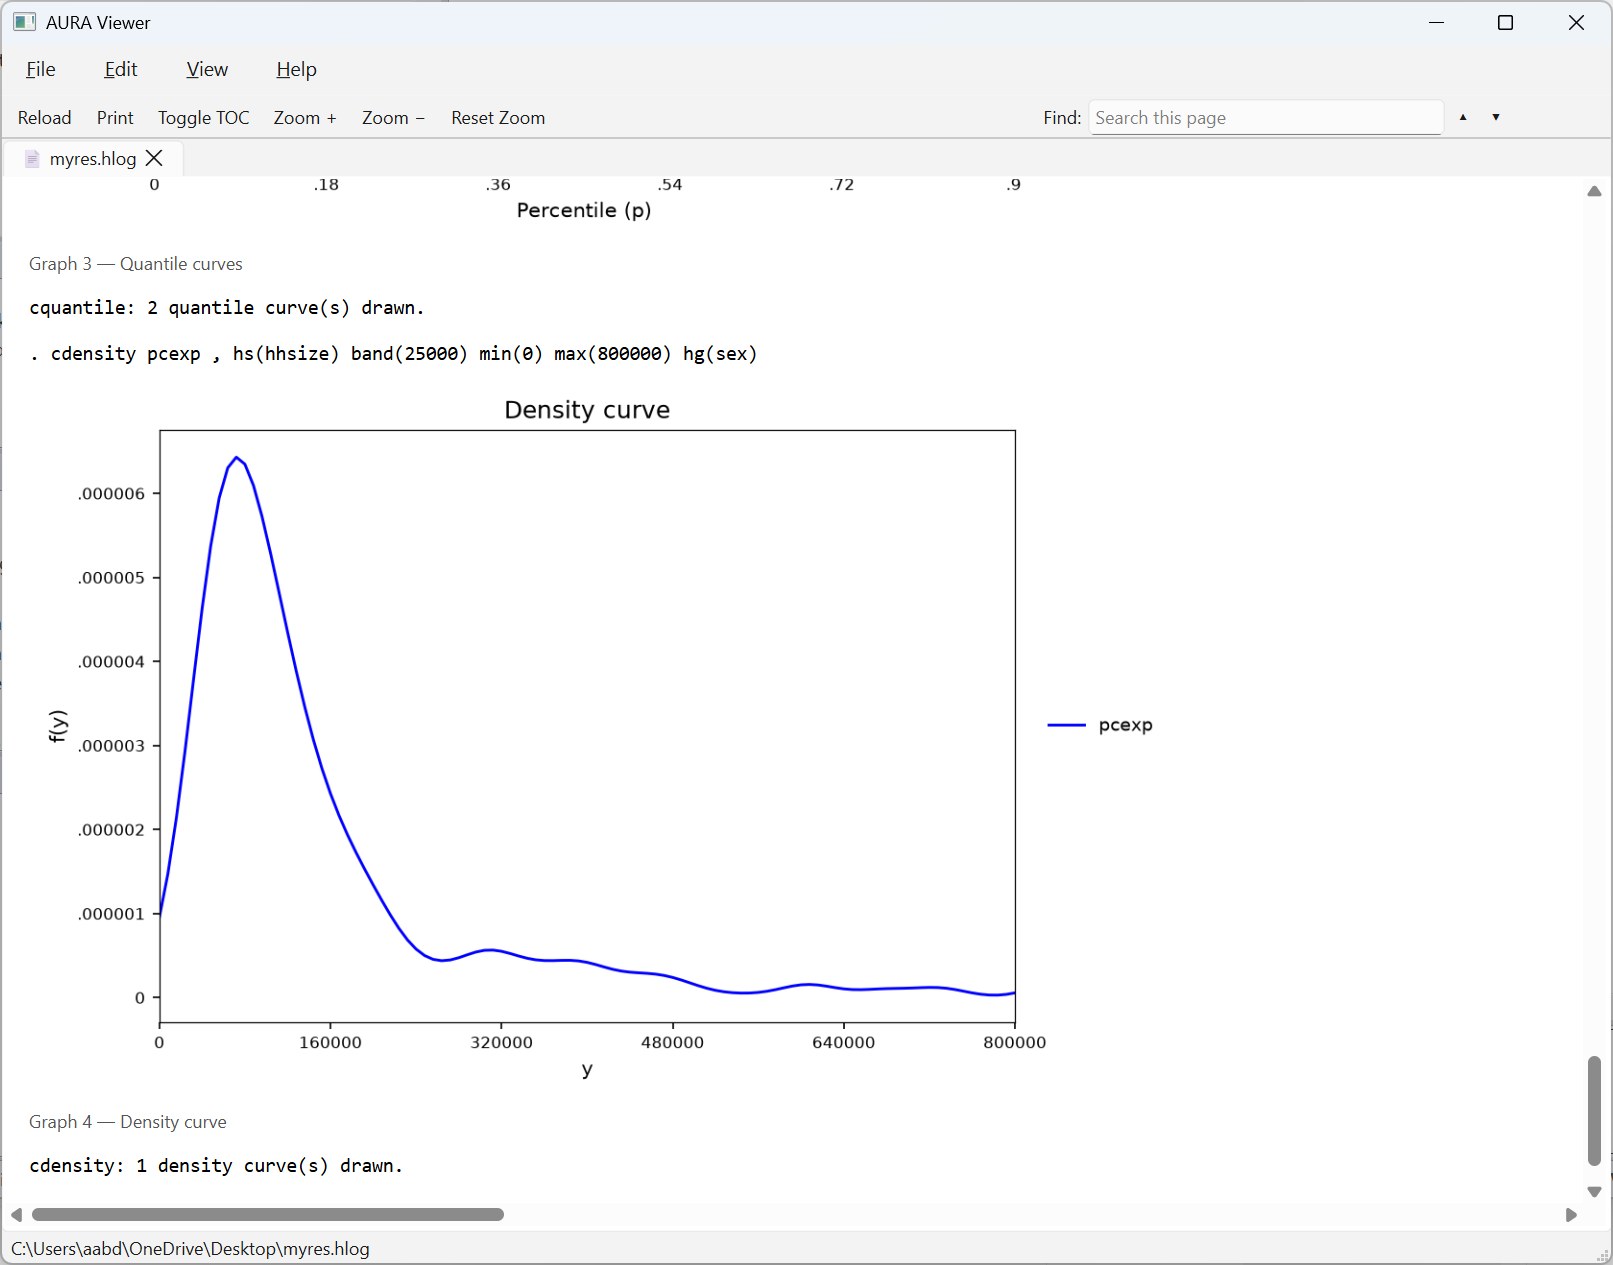 AURA Viewer
File Edit View Help
Reload Print Toggle TOC Zoom + Zoom − Reset Zoom Find: Search this page
myres.hlog
0 .18 .36 .54 .72 .9
Percentile (p)
Graph 3 — Quantile curves
cquantile: 2 quantile curve(s) drawn.
. cdensity pcexp , hs(hhsize) band(25000) min(0) max(800000) hg(sex)
Density curve
.000006
.000005
.000004
.000003
.000002
.000001
0
f(y)
pcexp
0 160000 320000 480000 640000 800000
y
Graph 4 — Density curve
cdensity: 1 density curve(s) drawn.
C:\Users\aabd\OneDrive\Desktop\myres.hlog